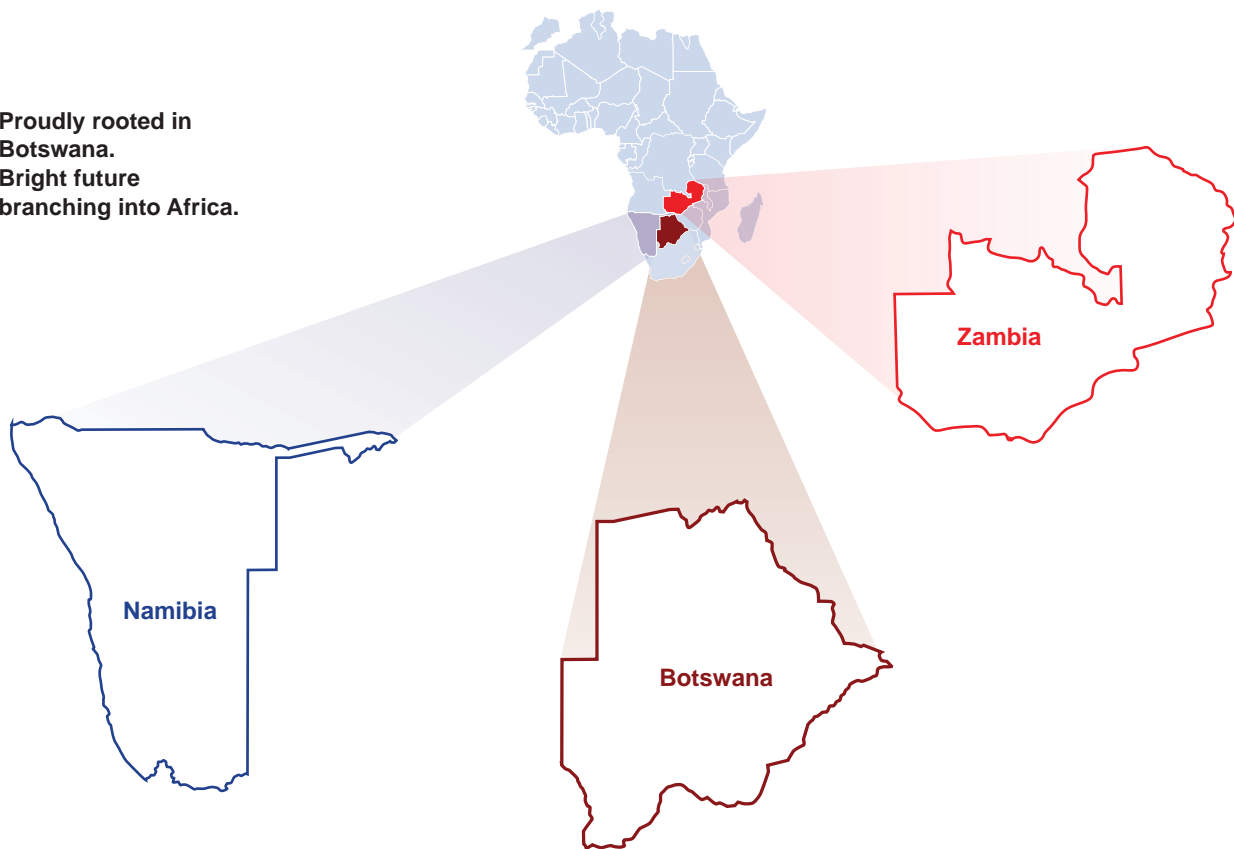 Proudly rooted in
Botswana.
Bright future
branching into Africa.
Zambia
Namibia
Botswana